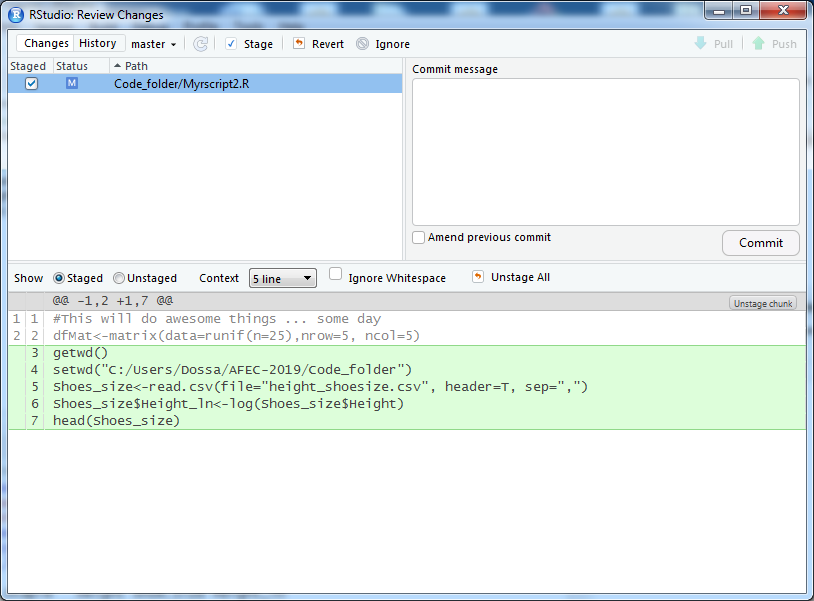 RStudio: Review Changes
Changes History master Stage Revert Ignore Pull Push
Staged Status Path
M Code_folder/Myrscript2.R
Commit message
Amend previous commit
Commit
Show Staged Unstaged Context 5 line Ignore Whitespace Unstage All
@@ -1,2 +1,7 @@ Unstage chunk
1 1 #This will do awesome things ... some day
2 2 dfMat<-matrix(data=runif(n=25),nrow=5, ncol=5)
3 getwd()
4 setwd("C:/Users/Dossa/AFEC-2019/Code_folder")
5 Shoes_size<-read.csv(file="height_shoesize.csv", header=T, sep=",")
6 Shoes_size$Height_ln<-log(Shoes_size$Height)
7 head(Shoes_size)